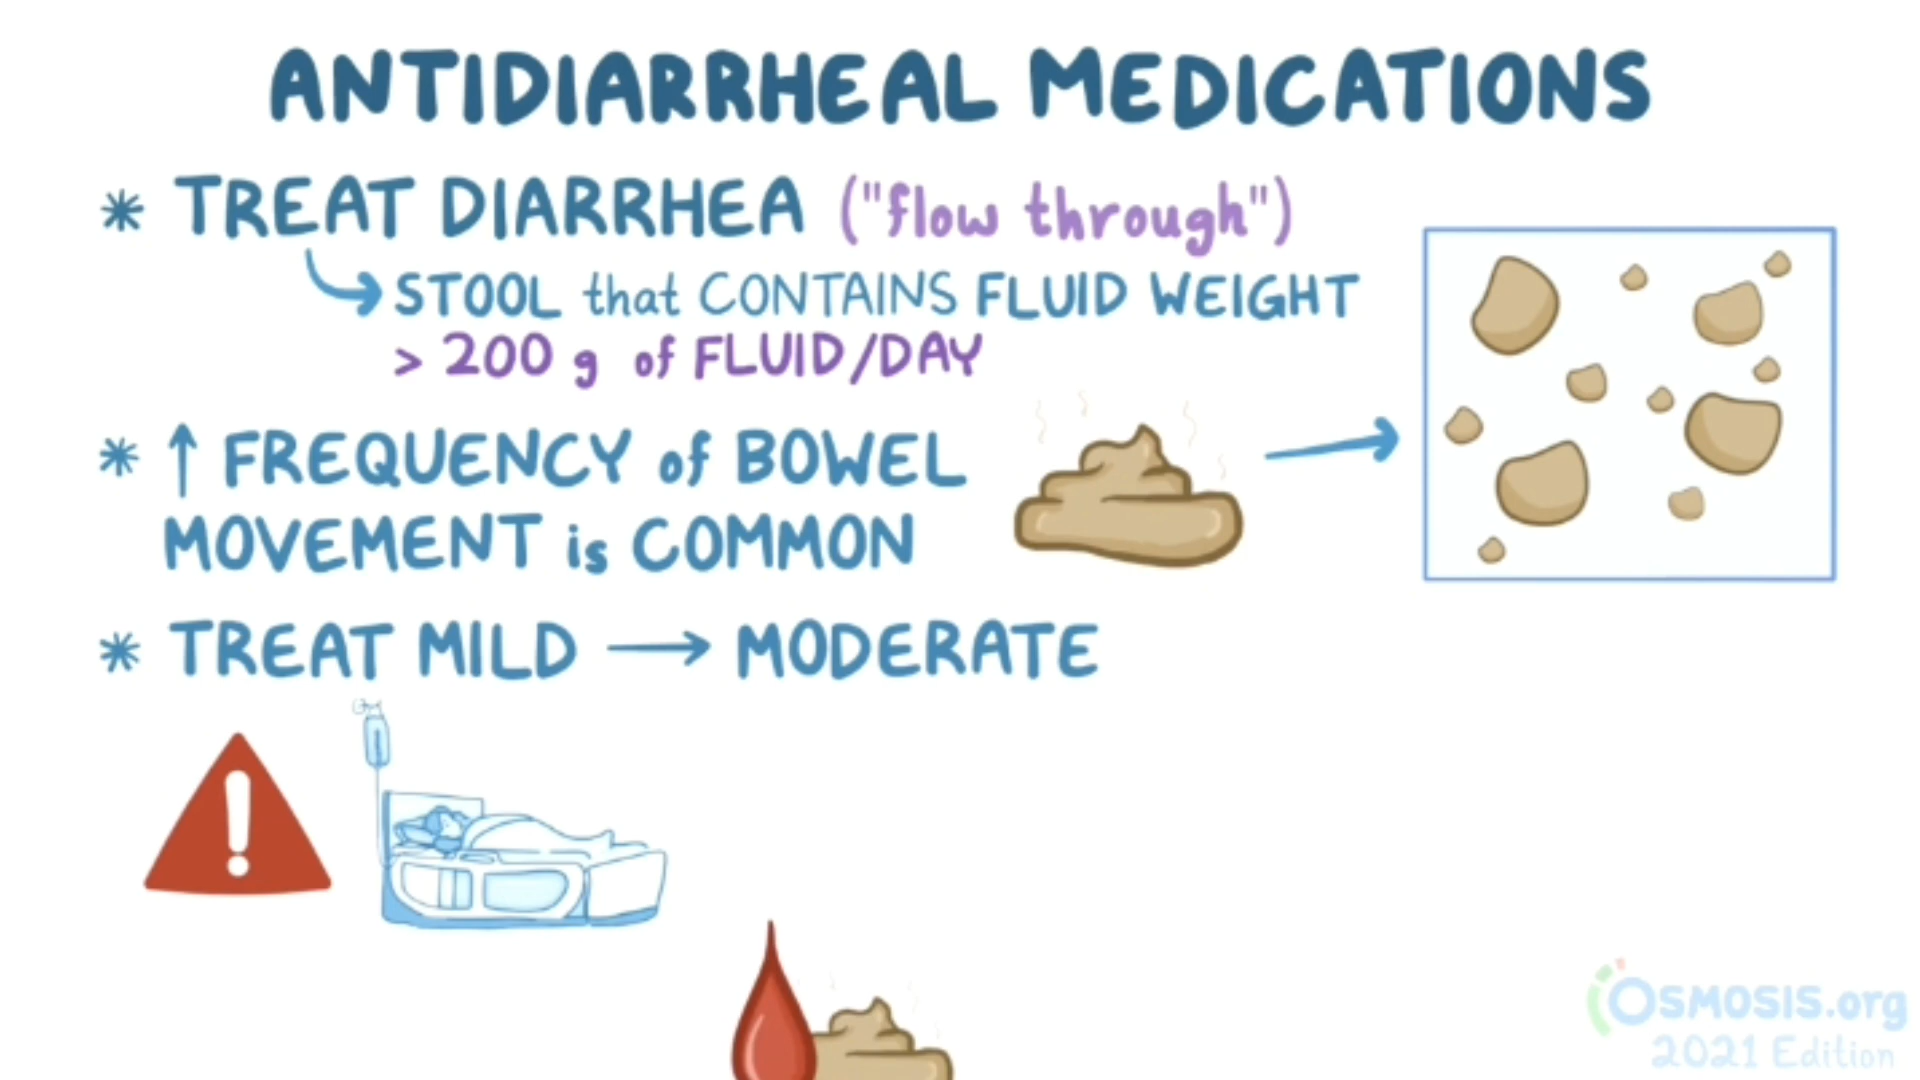 ANTIDIARRHEAL MEDICATIONS
* TREAT DIARRHEA ("flow through")
STOOL that CONTAINS FLUID WEIGHT
> 200 g of FLUID/DAY
* ↑ FREQUENCY of BOWEL
MOVEMENT is COMMON
* TREAT MILD → MODERATE
OSMOSIS.org
2021 Edition